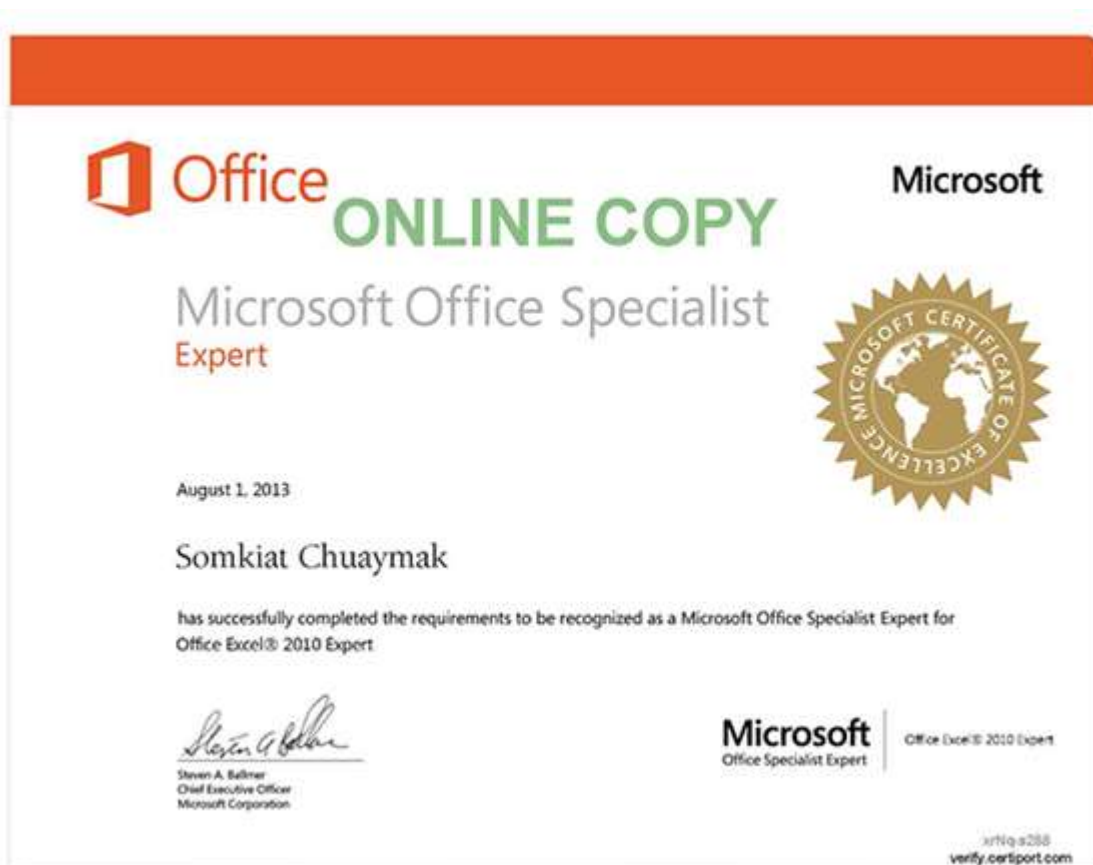 Office
Microsoft
ONLINE COPY
Microsoft Office Specialist
Expert
MICROSOFT CERTIFICATE OF EXCELLENCE
August 1, 2013
Somkiat Chuaymak
has successfully completed the requirements to be recognized as a Microsoft Office Specialist Expert for
Office Excel® 2010 Expert
Steven A. Ballmer
Chief Executive Officer
Microsoft Corporation
Microsoft
Office Specialist Expert
Office Excel® 2010 Expert
verify.certiport.com